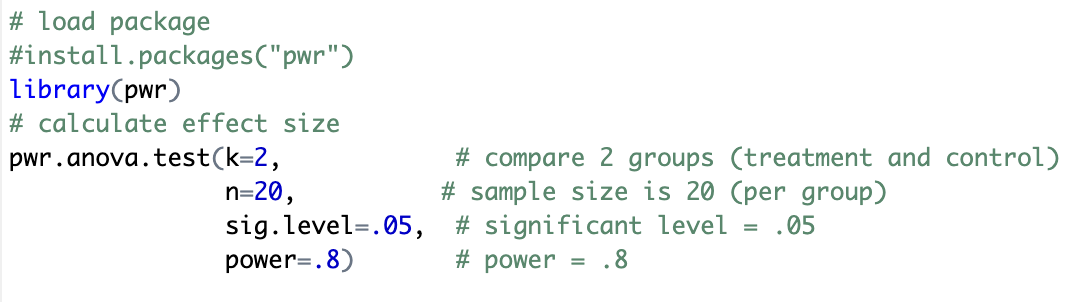 # load package
#install.packages("pwr")
library(pwr)
# calculate effect size
pwr.anova.test(k=2,            # compare 2 groups (treatment and control)
               n=20,          # sample size is 20 (per group)
               sig.level=.05,  # significant level = .05
               power=.8)       # power = .8